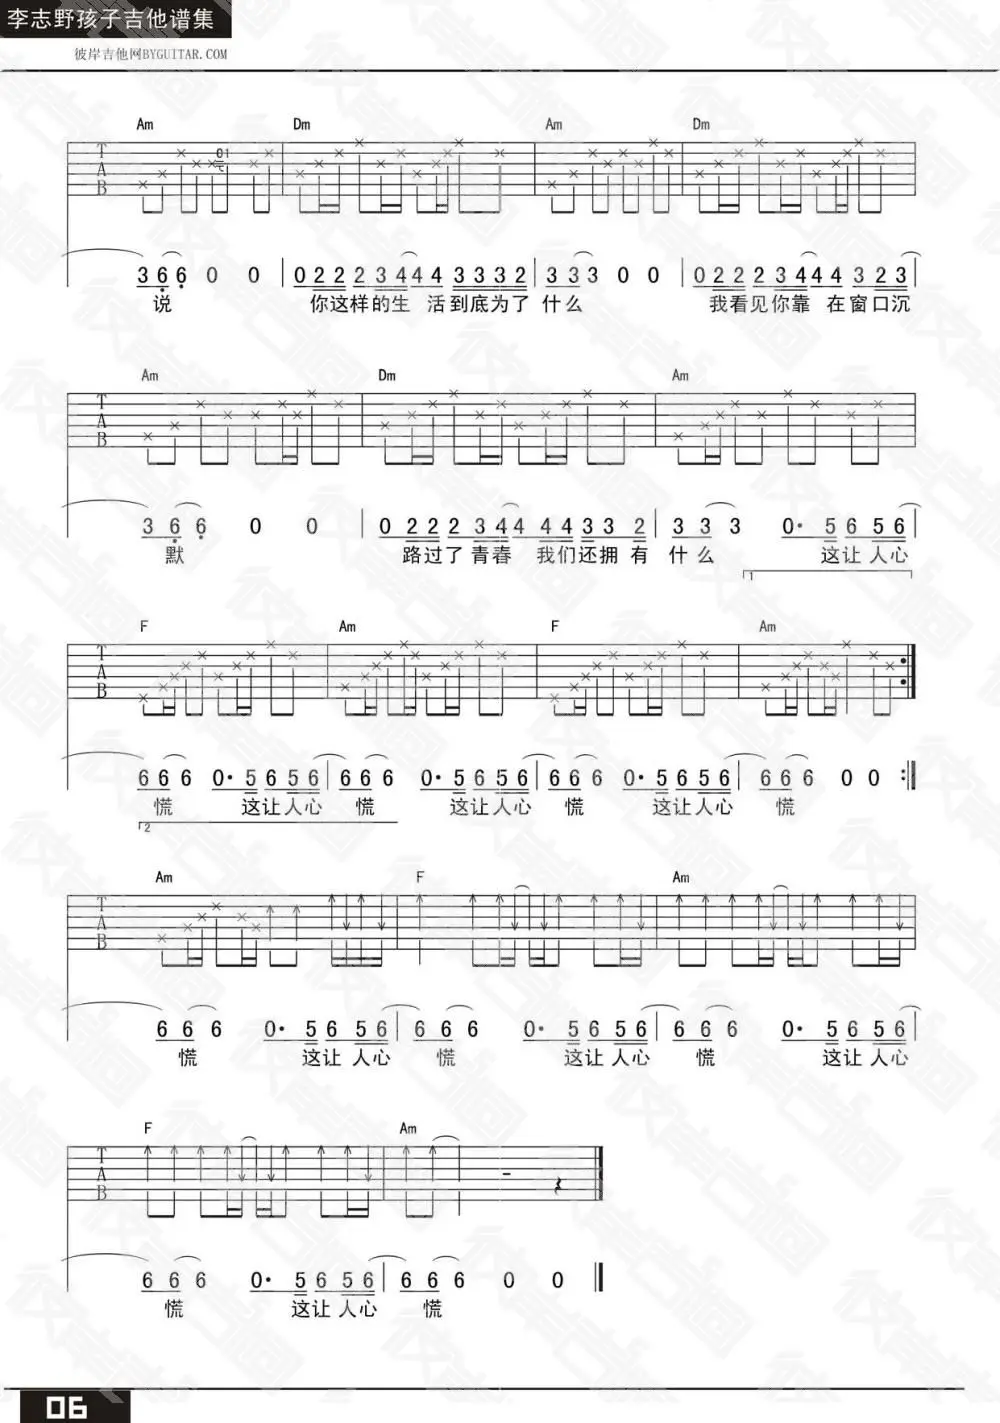 李志野孩子吉他谱集
彼岸吉他网BYGUITAR.COM
Am Dm Am Dm
T A B 01
3 6 6 0 0 0 2 2 2 2 3 4 4 4 3 3 3 2 3 3 3 0 0 0 2 2 2 3 4 4 4 3 2 3
说 你这样的生 活到底为了 什么 我看见你靠 在窗口沉
Am Dm Am
T A B
3 6 6 0 0 0 2 2 2 3 4 4 4 4 3 3 2 3 3 3 0· 5 6 5 6
默 路过了青春 我们还拥有 什么 这让人心
1
F Am F Am
T A B
6 6 6 0· 5 6 5 6 6 6 6 0· 5 6 5 6 6 6 6 0· 5 6 5 6 6 6 6 0 0
慌 这让人心 慌 这让人心 慌 这让人心 慌
2
Am F Am
T A B
6 6 6 0· 5 6 5 6 6 6 6 0· 5 6 5 6 6 6 6 0· 5 6 5 6
慌 这让人心 慌 这让人心 慌 这让人心
F Am
T A B
6 6 6 0· 5 6 5 6 6 6 6 0 0
慌 这让人心 慌
06